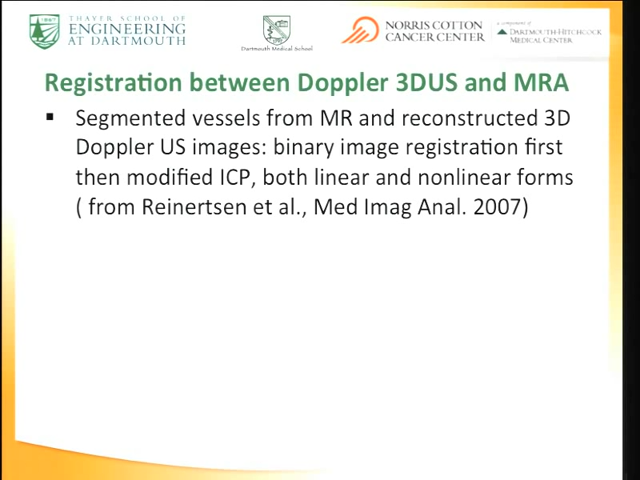 THAYER SCHOOL OF
ENGINEERING
AT DARTMOUTH
Dartmouth Medical School
NORRIS COTTON
CANCER CENTER
a component of
DARTMOUTH-HITCHCOCK
MEDICAL CENTER
Registration between Doppler 3DUS and MRA
▪ Segmented vessels from MR and reconstructed 3D
Doppler US images: binary image registration first
then modified ICP, both linear and nonlinear forms
( from Reinertsen et al., Med Imag Anal. 2007)